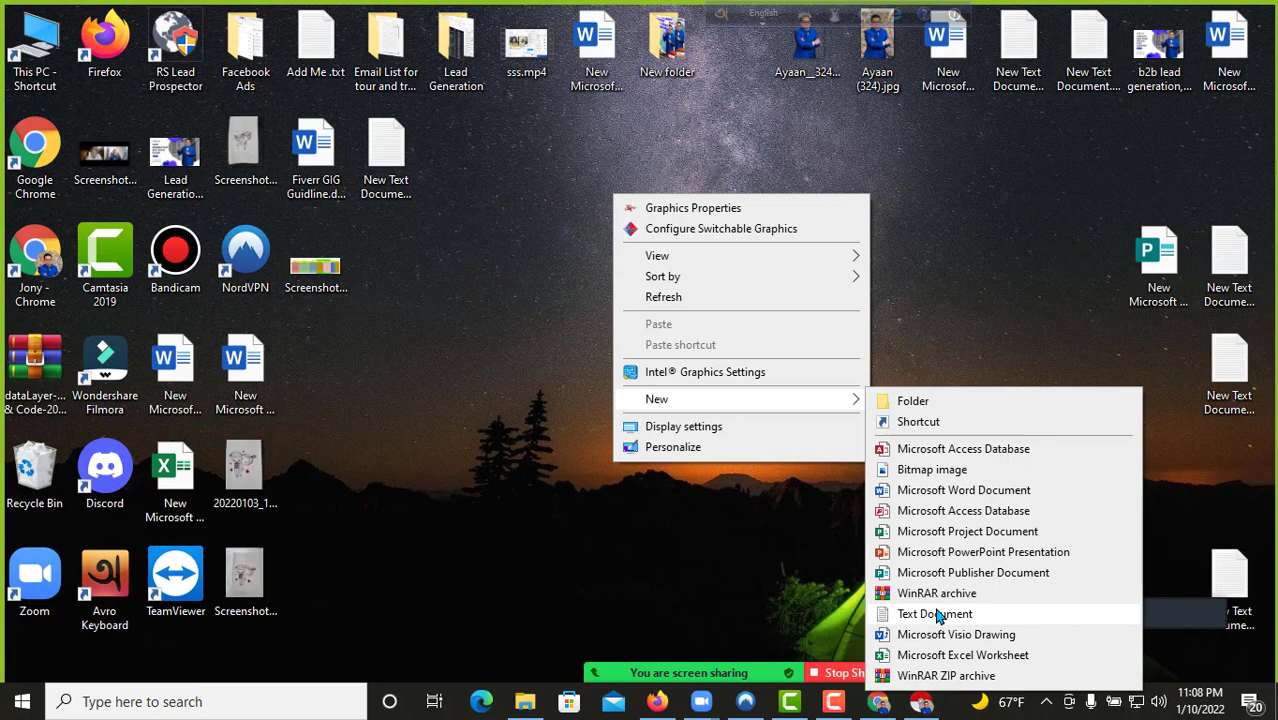 English
This PC -
Shortcut
Firefox
RS Lead
Prospector
Facebook
Ads
Add Me .txt
Email List for
tour and tr...
Lead
Generation
sss.mp4
New
Microsof...
New folder
Ayaan__324...
Ayaan
(324).jpg
New
Microsof...
New Text
Document
New Text
Document....
b2b lead
generation,...
New
Microsof...
Google
Chrome
Screenshot...
Lead
Generatio...
Screenshot...
Fiverr GIG
Guidline.d...
New Text
Docume...
Jony -
Chrome
Camtasia
2019
Bandicam
NordVPN
Screenshot...
New
Microsoft ...
New Text
Docume...
dataLayer-...
& Code-20...
Wondershare
Filmora
New
Microsof...
New
Microsoft ...
New Text
Docume...
Recycle Bin
Discord
New
Microsoft ...
20220103_1...
Zoom
Avro
Keyboard
TeamViewer
Screenshot...
Graphics Properties
Configure Switchable Graphics
View
Sort by
Refresh
Paste
Paste shortcut
Intel® Graphics Settings
New
Display settings
Personalize
Folder
Shortcut
Microsoft Access Database
Bitmap image
Microsoft Word Document
Microsoft Access Database
Microsoft Project Document
Microsoft PowerPoint Presentation
Microsoft Publisher Document
WinRAR archive
Text Document
Microsoft Visio Drawing
Microsoft Excel Worksheet
WinRAR ZIP archive
Text
ume...
You are screen sharing
Stop Sh
Type here to search
67°F
11:08 PM
1/10/2022
20